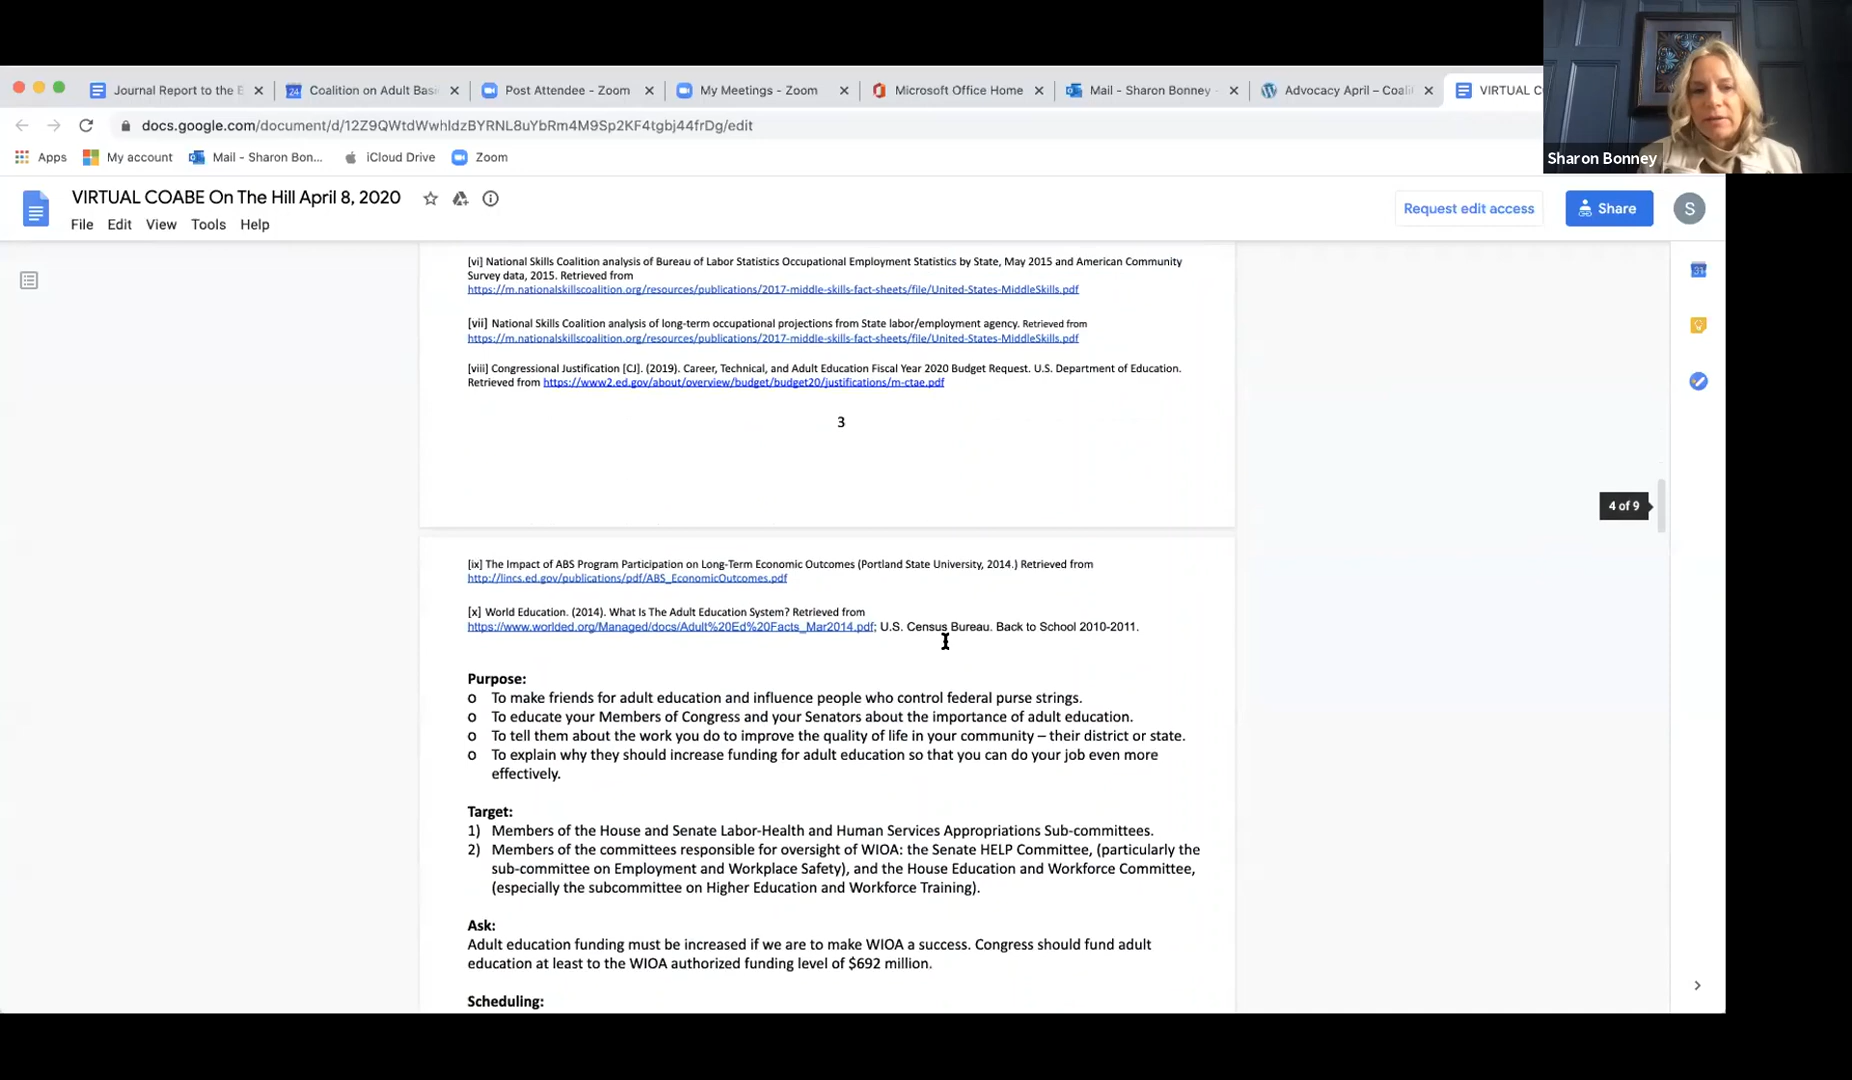 Journal Report to the E
Coalition on Adult Basi
Post Attendee - Zoom
My Meetings - Zoom
Microsoft Office Home
Mail - Sharon Bonney -
Advocacy April – Coali
VIRTUAL CO
docs.google.com/document/d/12Z9QWtdWwhIdzBYRNL8uYbRm4M9Sp2KF4tgbj44frDg/edit
Apps
My account
Mail - Sharon Bon...
iCloud Drive
Zoom
Sharon Bonney
VIRTUAL COABE On The Hill April 8, 2020
File Edit View Tools Help
Request edit access
Share
S
[vi] National Skills Coalition analysis of Bureau of Labor Statistics Occupational Employment Statistics by State, May 2015 and American Community
Survey data, 2015. Retrieved from
https://m.nationalskillscoalition.org/resources/publications/2017-middle-skills-fact-sheets/file/United-States-MiddleSkills.pdf
[vii] National Skills Coalition analysis of long-term occupational projections from State labor/employment agency. Retrieved from
https://m.nationalskillscoalition.org/resources/publications/2017-middle-skills-fact-sheets/file/United-States-MiddleSkills.pdf
[viii] Congressional Justification [CJ]. (2019). Career, Technical, and Adult Education Fiscal Year 2020 Budget Request. U.S. Department of Education.
Retrieved from https://www2.ed.gov/about/overview/budget/budget20/justifications/m-ctae.pdf
3
4 of 9
[ix] The Impact of ABS Program Participation on Long-Term Economic Outcomes (Portland State University, 2014.) Retrieved from
http://lincs.ed.gov/publications/pdf/ABS_EconomicOutcomes.pdf
[x] World Education. (2014). What Is The Adult Education System? Retrieved from
https://www.worlded.org/Managed/docs/Adult%20Ed%20Facts_Mar2014.pdf; U.S. Census Bureau. Back to School 2010-2011.
Purpose:
o To make friends for adult education and influence people who control federal purse strings.
o To educate your Members of Congress and your Senators about the importance of adult education.
o To tell them about the work you do to improve the quality of life in your community – their district or state.
o To explain why they should increase funding for adult education so that you can do your job even more
effectively.
Target:
1) Members of the House and Senate Labor-Health and Human Services Appropriations Sub-committees.
2) Members of the committees responsible for oversight of WIOA: the Senate HELP Committee, (particularly the
sub-committee on Employment and Workplace Safety), and the House Education and Workforce Committee,
(especially the subcommittee on Higher Education and Workforce Training).
Ask:
Adult education funding must be increased if we are to make WIOA a success. Congress should fund adult
education at least to the WIOA authorized funding level of $692 million.
Scheduling: